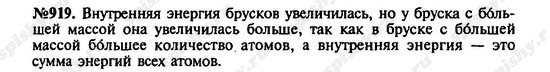 №919. Внутренняя энергия брусков увеличилась, но у бруска с бо́ль-
шей массой она увеличилась больше, так как в бруске с бо́льшей
массой бо́льшее количество атомов, а внутренняя энергия — это
сумма энергий всех атомов.